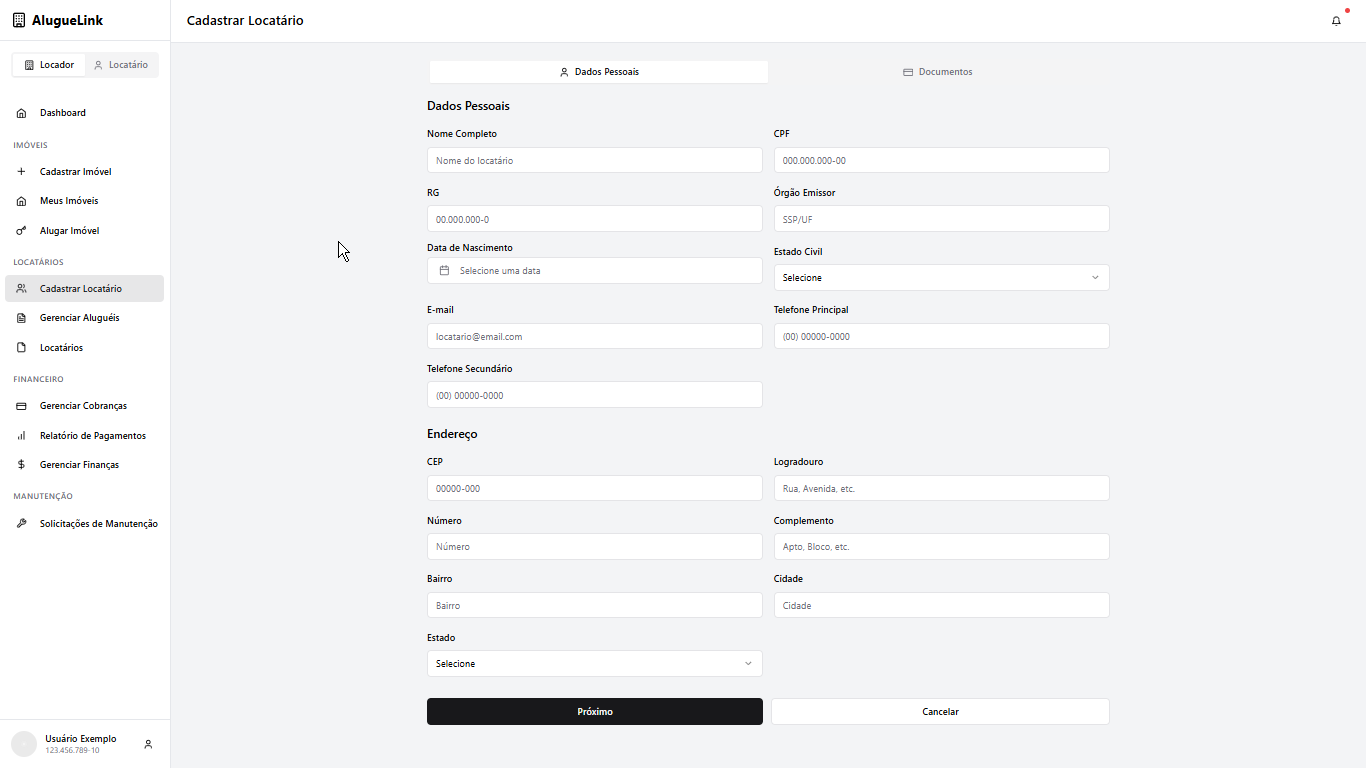 AlugueLink
Cadastrar Locatário
Locador
Locatário
Dashboard
IMÓVEIS
Cadastrar Imóvel
Meus Imóveis
Alugar Imóvel
LOCATÁRIOS
Cadastrar Locatário
Gerenciar Aluguéis
Locatários
FINANCEIRO
Gerenciar Cobranças
Relatório de Pagamentos
Gerenciar Finanças
MANUTENÇÃO
Solicitações de Manutenção
Usuário Exemplo
123.456.789-10
Dados Pessoais
Documentos
Dados Pessoais
Nome Completo
CPF
Nome do locatário
000.000.000-00
RG
Órgão Emissor
00.000.000-0
SSP/UF
Data de Nascimento
Estado Civil
Selecione uma data
Selecione
E-mail
Telefone Principal
locatario@email.com
(00) 00000-0000
Telefone Secundário
(00) 00000-0000
Endereço
CEP
Logradouro
00000-000
Rua, Avenida, etc.
Número
Complemento
Número
Apto, Bloco, etc.
Bairro
Cidade
Bairro
Cidade
Estado
Selecione
Próximo
Cancelar